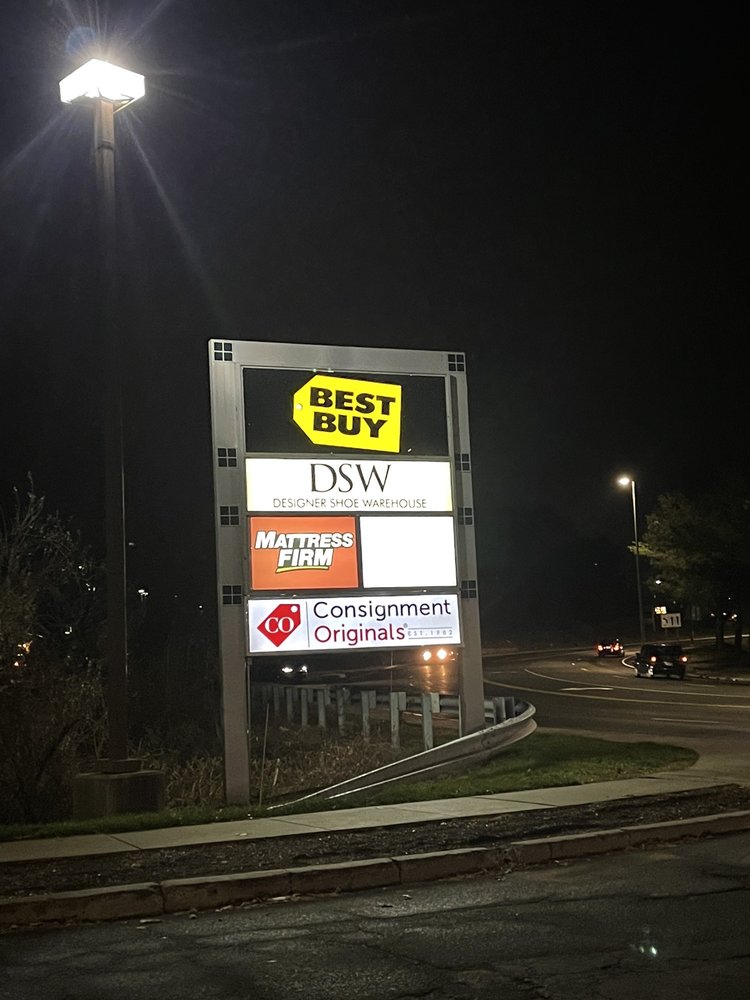 BEST
BUY
DSW
DESIGNER SHOE WAREHOUSE
MATTRESS
FIRM
CO
Consignment
Originals®
EST. 1982